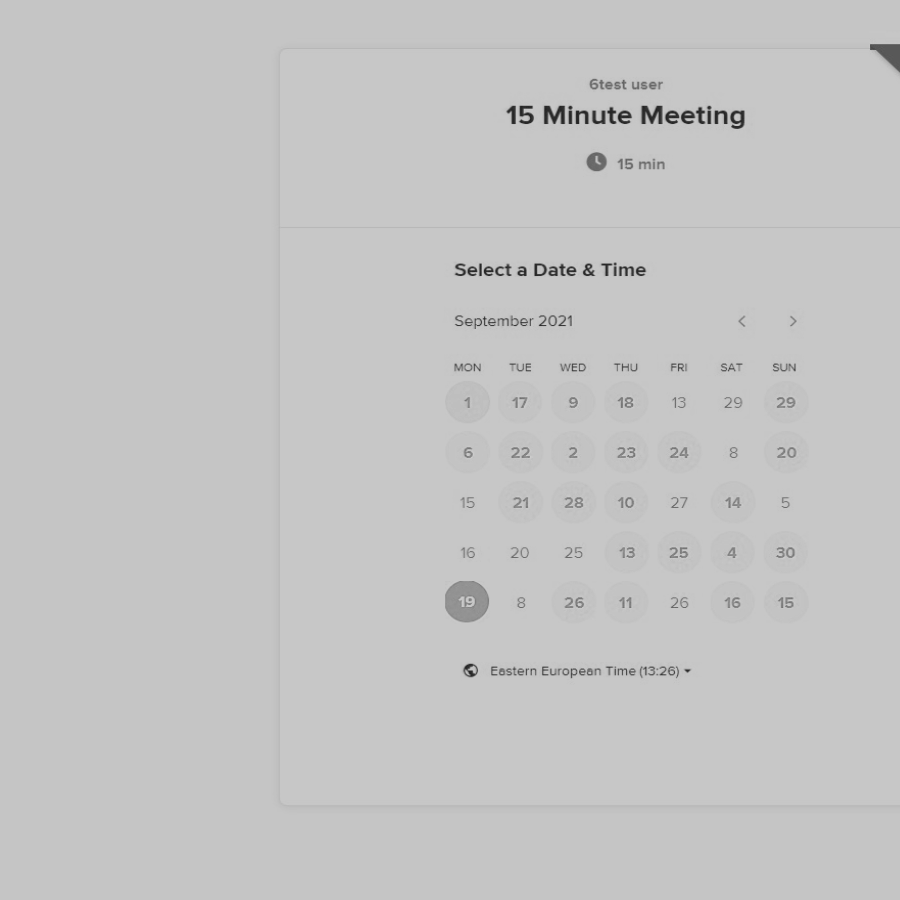 6test user
15 Minute Meeting
15 min
Select a Date & Time
September 2021
MON TUE WED THU FRI SAT SUN
1 17 9 18 13 29 29
6 22 2 23 24 8 20
15 21 28 10 27 14 5
16 20 25 13 25 4 30
19 8 26 11 26 16 15
Eastern European Time (13:26)